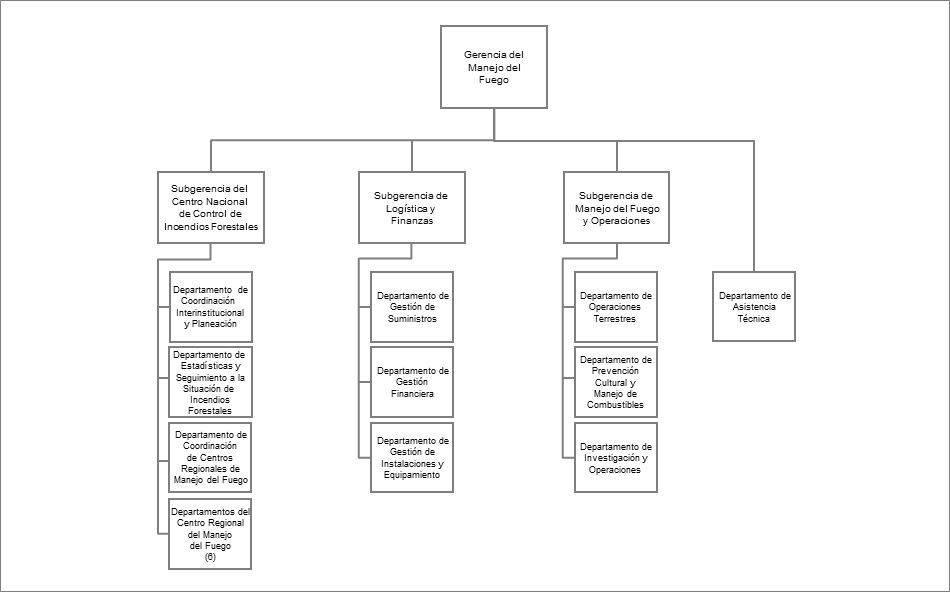 Gerencia del
Manejo del
Fuego
Subgerencia del
Centro Nacional
de Control de
Incendios Forestales
Subgerencia de
Logística y
Finanzas
Subgerencia de
Manejo del Fuego
y Operaciones
Departamento de
Coordinación
Interinstitucional
y Planeación
Departamento de
Estadísticas y
Seguimiento a la
Situación de
Incendios
Forestales
Departamento de
Coordinación
de Centros
Regionales de
Manejo del Fuego
Departamentos del
Centro Regional
del Manejo
del Fuego
(6)
Departamento de
Gestión de
Suministros
Departamento de
Gestión
Financiera
Departamento de
Gestión de
Instalaciones y
Equipamiento
Departamento de
Operaciones
Terrestres
Departamento de
Prevención
Cultural y
Manejo de
Combustibles
Departamento de
Investigación y
Operaciones
Departamento de
Asistencia
Técnica